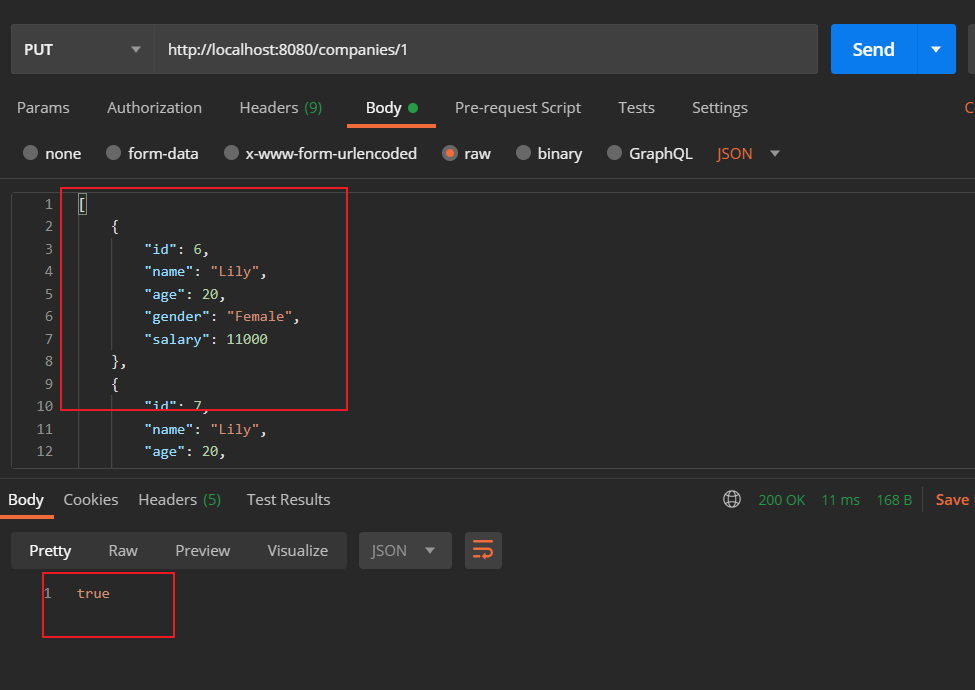 PUT http://localhost:8080/companies/1 Send
Params Authorization Headers (9) Body Pre-request Script Tests Settings C
none form-data x-www-form-urlencoded raw binary GraphQL JSON
1 [
2 {
3 "id": 6,
4 "name": "Lily",
5 "age": 20,
6 "gender": "Female",
7 "salary": 11000
8 },
9 {
10 "id": 7,
11 "name": "Lily",
12 "age": 20,
Body Cookies Headers (5) Test Results 200 OK 11 ms 168 B Save
Pretty Raw Preview Visualize JSON
1 true